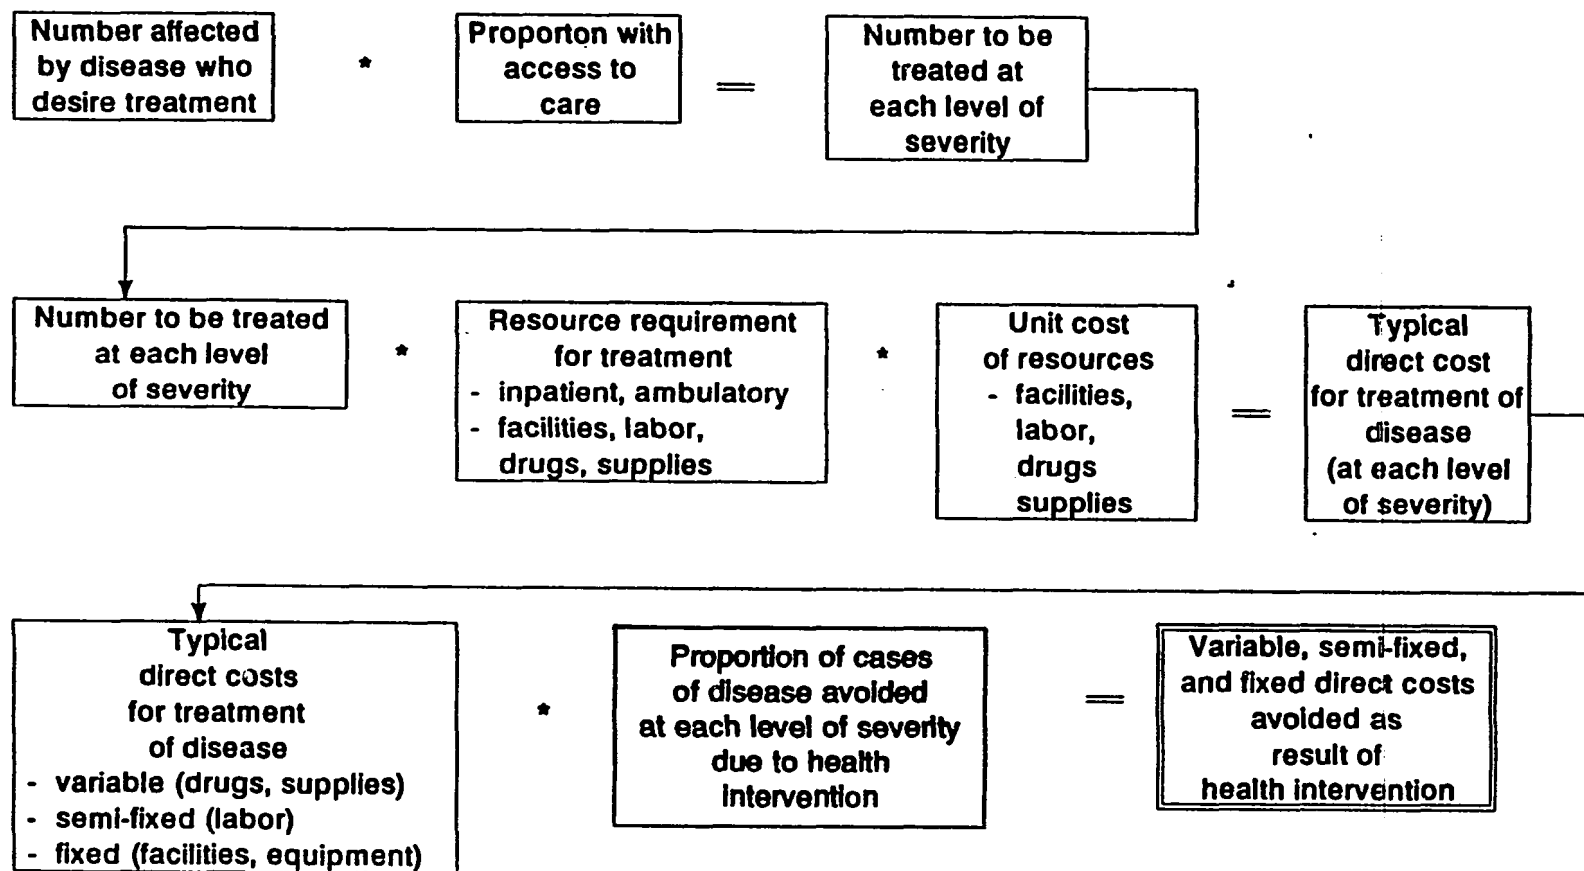 Number affected
by disease who
desire treatment
*
Proporton with
access to
care
=
Number to be
treated at
each level of
severity
Number to be treated
at each level
of severity
*
Resource requirement
for treatment
- inpatient, ambulatory
- facilities, labor,
drugs, supplies
*
Unit cost
of resources
- facilities,
labor,
drugs
supplies
=
Typical
direct cost
for treatment of
disease
(at each level
of severity)
Typical
direct costs
for treatment
of disease
- variable (drugs, supplies)
- semi-fixed (labor)
- fixed (facilities, equipment)
*
Proportion of cases
of disease avoided
at each level of severity
due to health
intervention
=
Variable, semi-fixed,
and fixed direct costs
avoided as
result of
health intervention